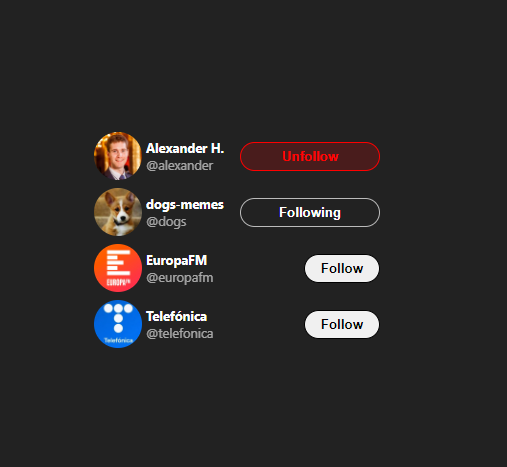 Alexander H.
@alexander
Unfollow
dogs-memes
@dogs
Following
EUROPA FM
EuropaFM
@europafm
Follow
Telefónica
Telefónica
@telefonica
Follow